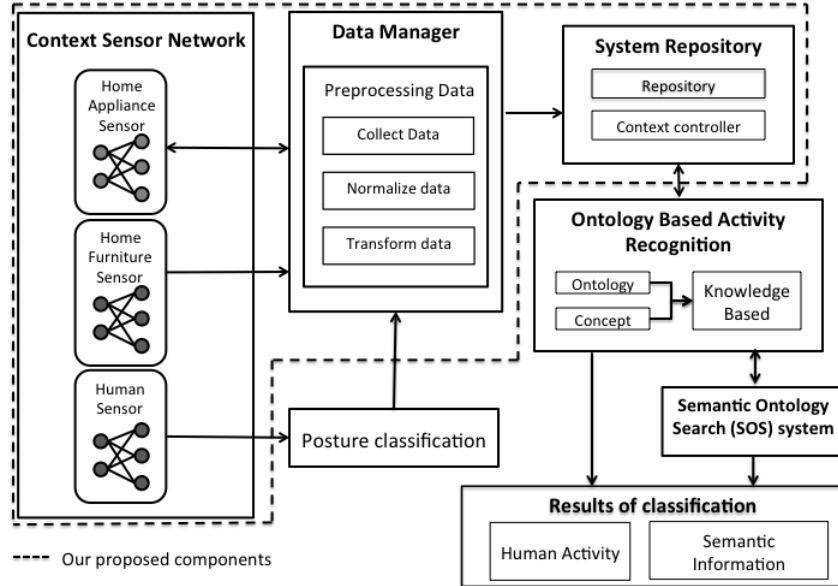 Context Sensor Network
Home
Appliance
Sensor
Home
Furniture
Sensor
Human
Sensor
Data Manager
Preprocessing Data
Collect Data
Normalize data
Transform data
Posture classification
System Repository
Repository
Context controller
Ontology Based Activity
Recognition
Ontology
Concept
Knowledge
Based
Semantic Ontology
Search (SOS) system
Results of classification
Human Activity
Semantic
Information
Our proposed components